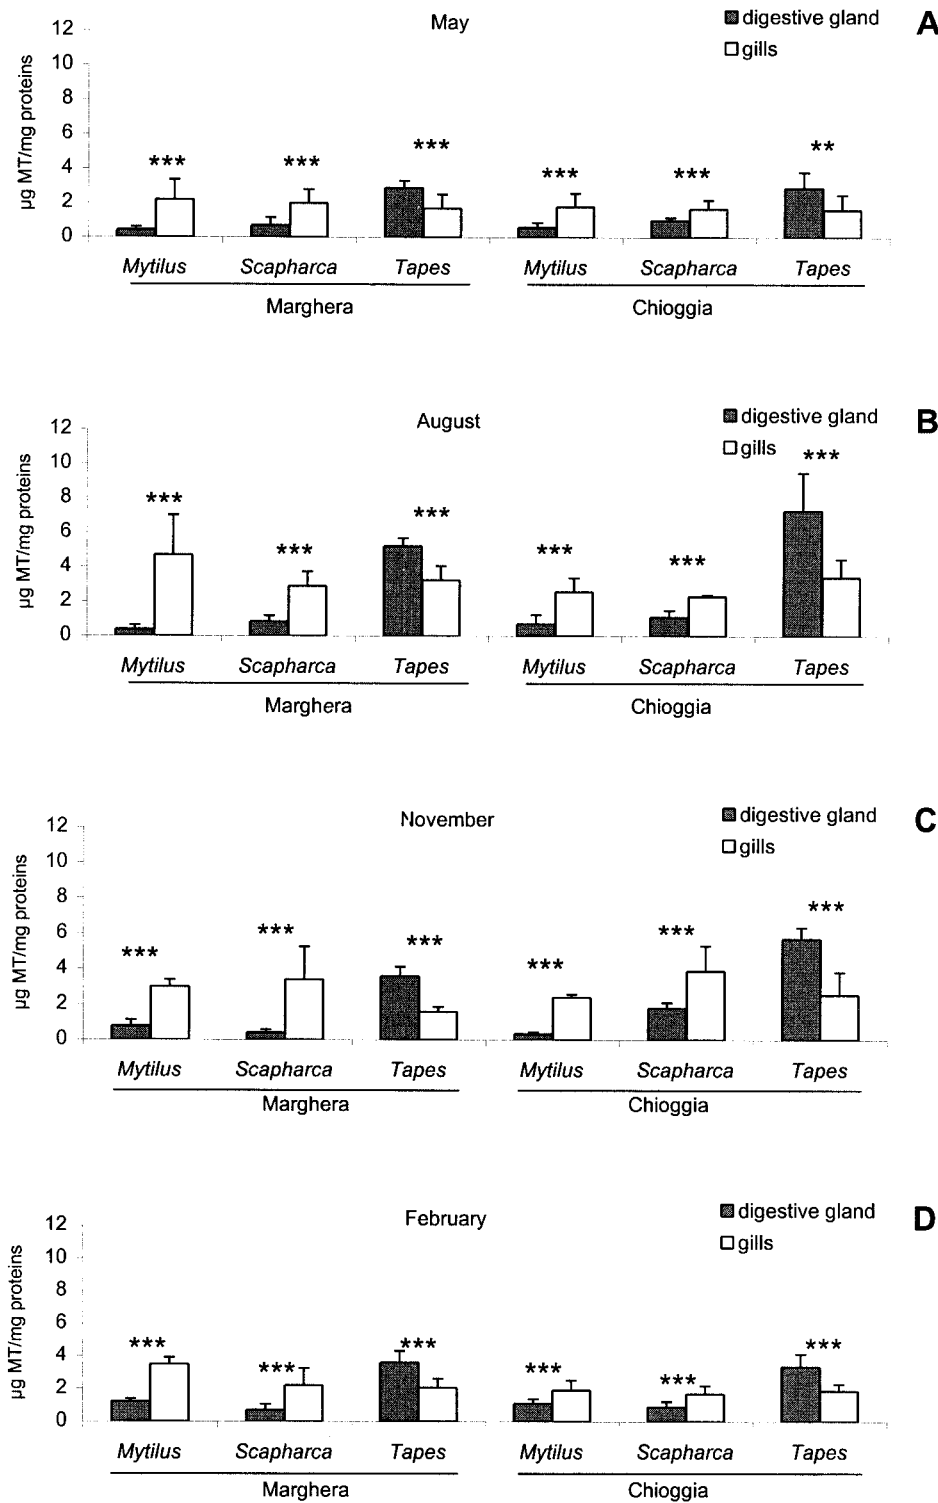 May
digestive gland
gills
A
µg MT/mg proteins
12
10
8
6
4
2
0
*** *** *** *** *** **
Mytilus Scapharca Tapes Mytilus Scapharca Tapes
Marghera Chioggia
August
digestive gland
gills
B
µg MT/mg proteins
12
10
8
6
4
2
0
*** *** *** *** *** ***
Mytilus Scapharca Tapes Mytilus Scapharca Tapes
Marghera Chioggia
November
digestive gland
gills
C
µg MT/mg proteins
12
10
8
6
4
2
0
*** *** *** *** *** ***
Mytilus Scapharca Tapes Mytilus Scapharca Tapes
Marghera Chioggia
February
digestive gland
gills
D
µg MT/mg proteins
12
10
8
6
4
2
0
*** *** *** *** *** ***
Mytilus Scapharca Tapes Mytilus Scapharca Tapes
Marghera Chioggia